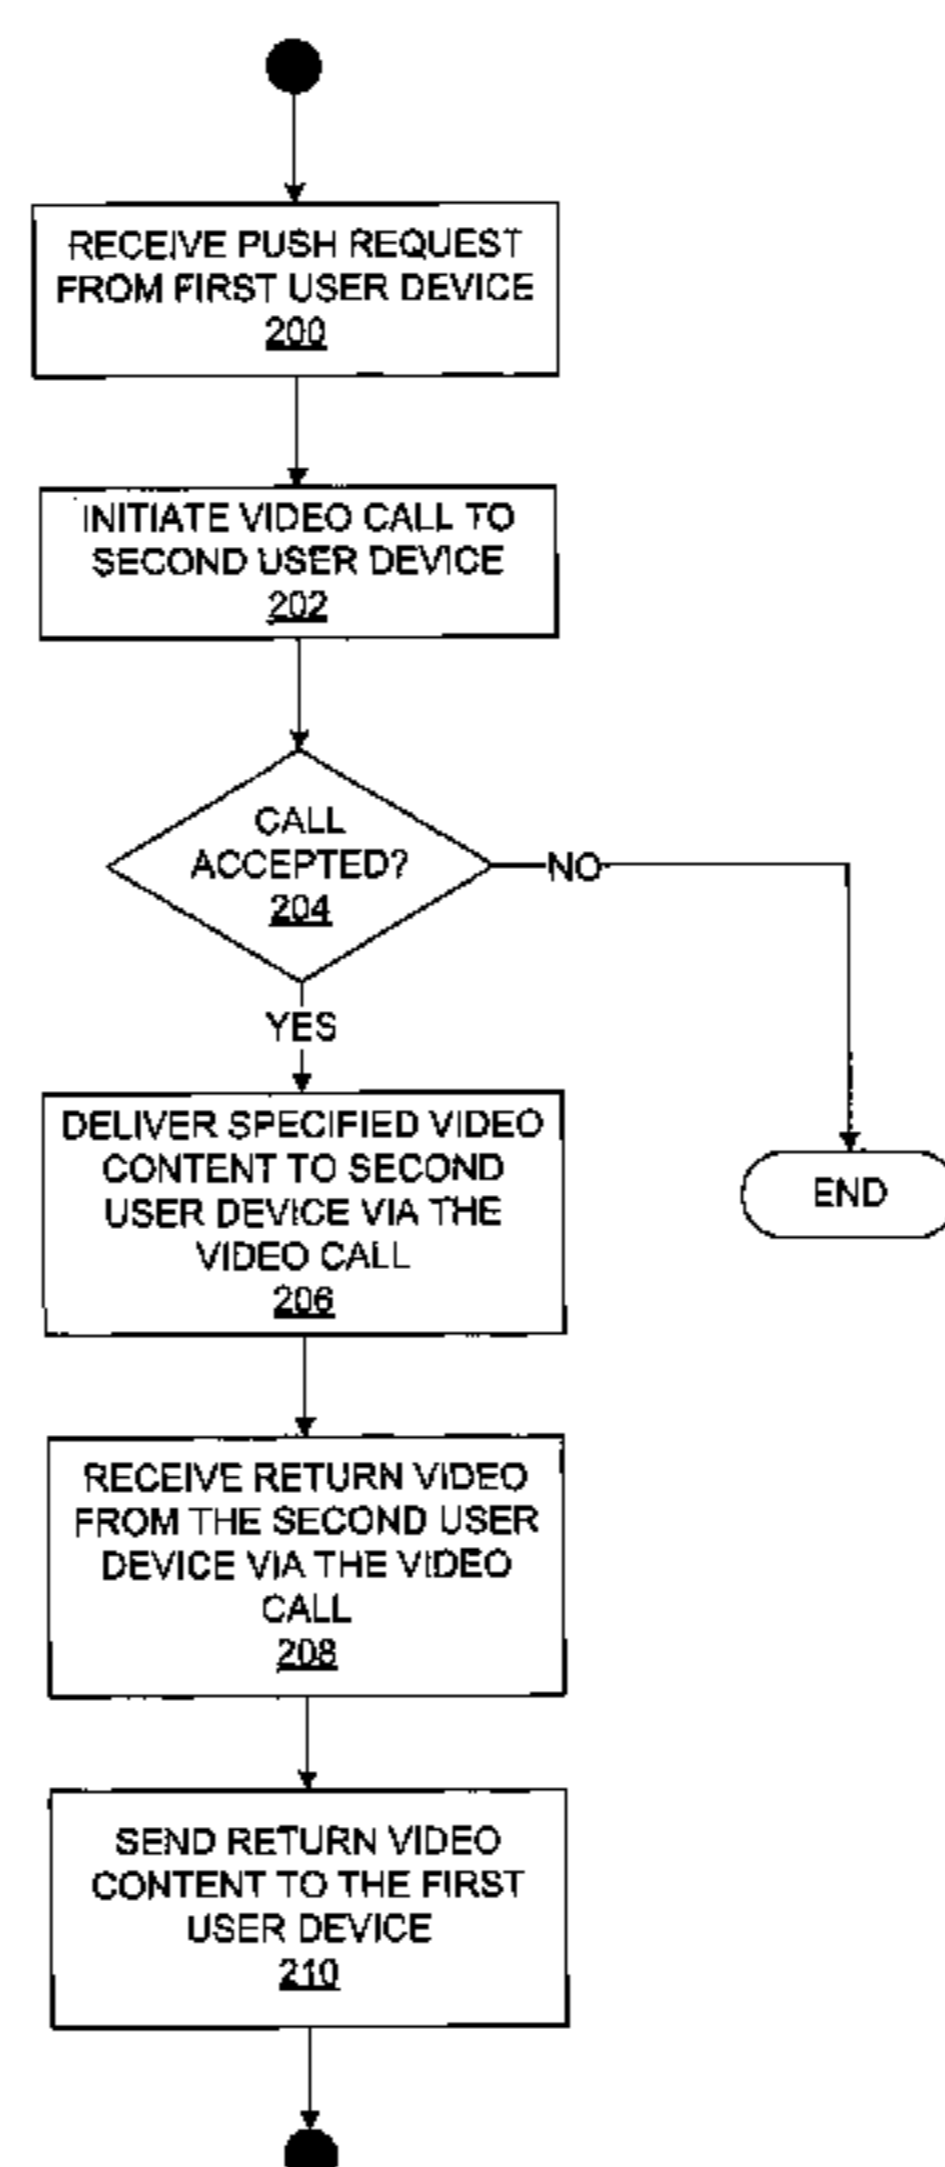 RECEIVE PUSH REQUEST
FROM FIRST USER DEVICE
200
INITIATE VIDEO CALL TO
SECOND USER DEVICE
202
CALL
ACCEPTED?
204
NO
YES
DELIVER SPECIFIED VIDEO
CONTENT TO SECOND
USER DEVICE VIA THE
VIDEO CALL
206
END
RECEIVE RETURN VIDEO
FROM THE SECOND USER
DEVICE VIA THE VIDEO
CALL
208
SEND RETURN VIDEO
CONTENT TO THE FIRST
USER DEVICE
210